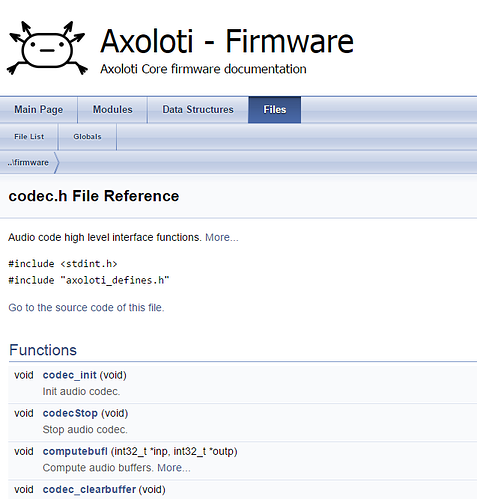 Axoloti - Firmware
Axoloti Core firmware documentation
Main Page Modules Data Structures Files
File List Globals
..\firmware
codec.h File Reference
Audio code high level interface functions. More...
#include <stdint.h>
#include "axoloti_defines.h"
Go to the source code of this file.
Functions
void codec_init (void)
Init audio codec.
void codecStop (void)
Stop audio codec.
void computebufI (int32_t *inp, int32_t *outp)
Compute audio buffers. More...
void codec_clearbuffer (void)